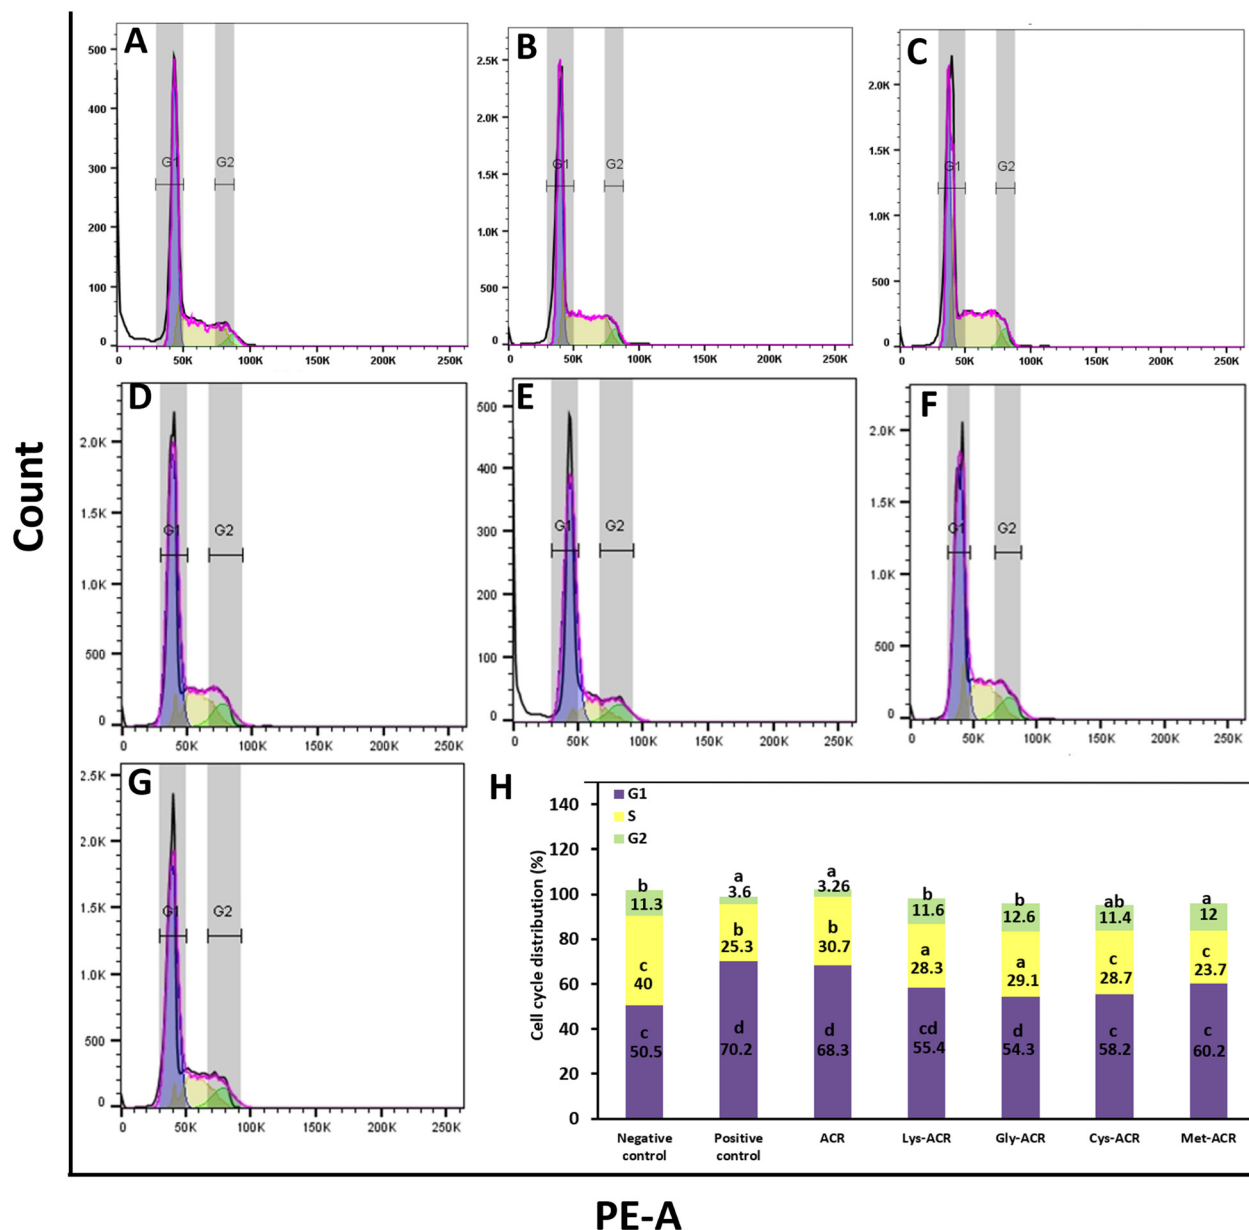 A
500
400
300
200
100
0
G1
G2
0
50K
100K
150K
200K
250K
B
2.5K
2.0K
1.5K
1.0K
500
0
G1
G2
0
50K
100K
150K
200K
250K
C
2.0K
1.5K
1.0K
500
0
G1
G2
0
50K
100K
150K
200K
250K
Count
D
2.0K
1.5K
1.0K
500
0
G1
G2
0
50K
100K
150K
200K
250K
E
500
400
300
200
100
0
G1
G2
0
50K
100K
150K
200K
250K
F
2.0K
1.5K
1.0K
500
0
G1
G2
0
50K
100K
150K
200K
250K
G
2.5K
2.0K
1.5K
1.0K
500
0
G1
G2
0
50K
100K
150K
200K
250K
H
Cell cycle distribution (%)
140
120
100
80
60
40
20
0
G1
S
G2
b
11.3
c
40
c
50.5
a
3.6
b
25.3
d
70.2
a
3.26
b
30.7
d
68.3
b
11.6
a
28.3
cd
55.4
b
12.6
a
29.1
d
54.3
ab
11.4
c
28.7
c
58.2
a
12
c
23.7
c
60.2
Negative
control
Positive
control
ACR
Lys-ACR
Gly-ACR
Cys-ACR
Met-ACR
PE-A